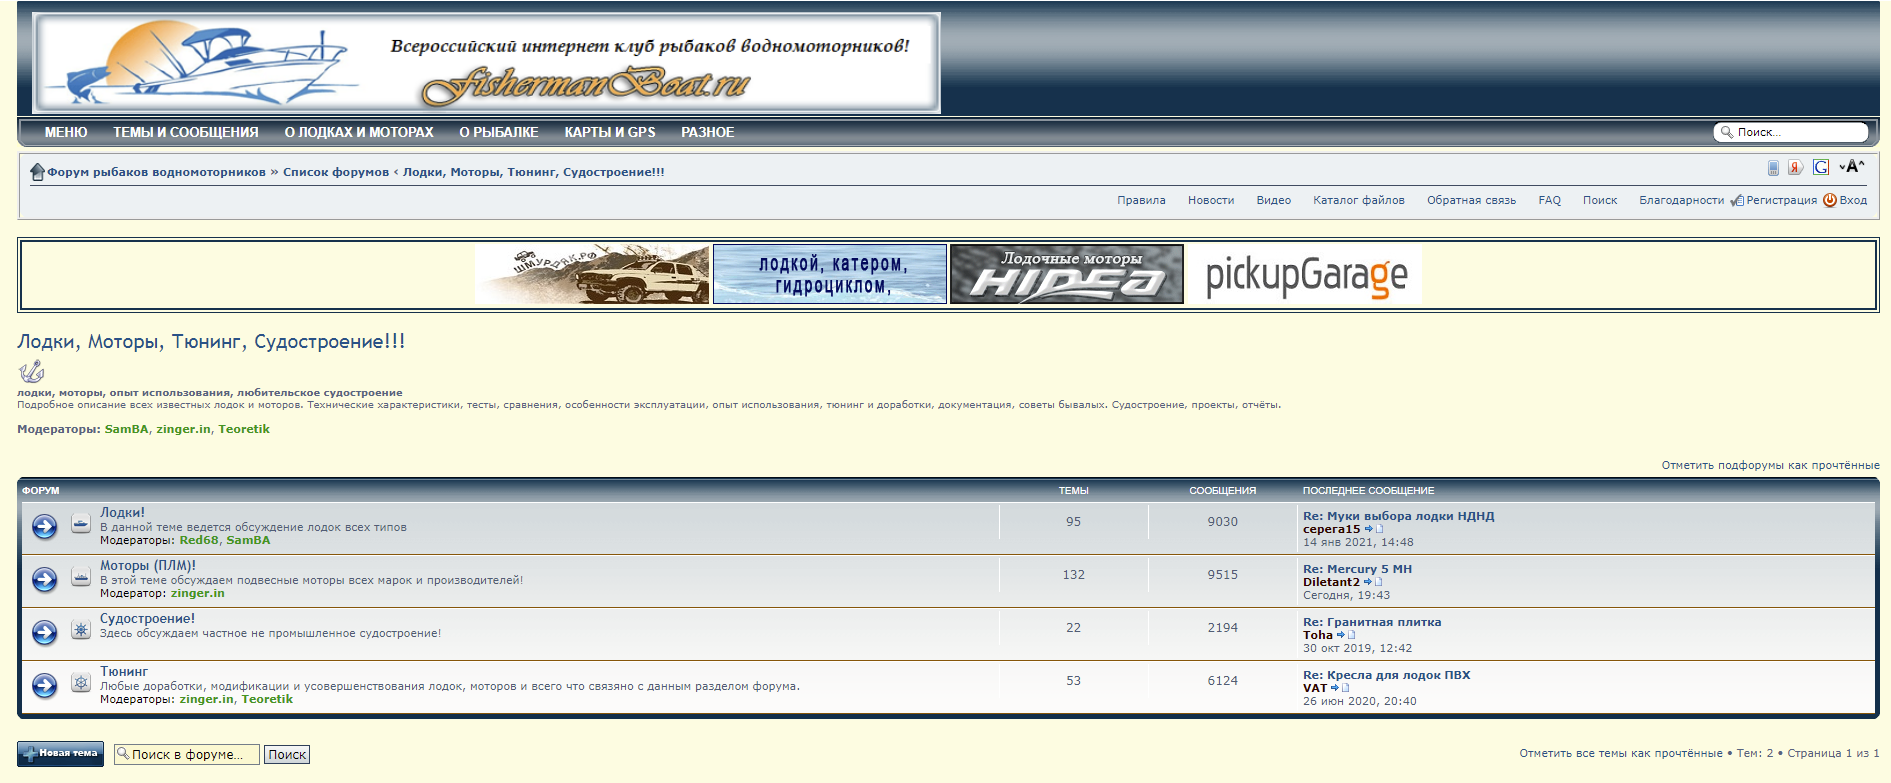 Всероссийский интернет клуб рыбаков водномоторников!
FishermanBoat.ru
МЕНЮ ТЕМЫ И СООБЩЕНИЯ О ЛОДКАХ И МОТОРАХ О РЫБАЛКЕ КАРТЫ И GPS РАЗНОЕ Поиск...
Форум рыбаков водномоторников » Список форумов ‹ Лодки, Моторы, Тюнинг, Судостроение!!!
Правила Новости Видео Каталог файлов Обратная связь FAQ Поиск Благодарности Регистрация Вход
ШМУРДЯК.РФ
лодкой, катером,
гидроциклом,
Лодочные моторы
HIDEA
pickupGarage
Лодки, Моторы, Тюнинг, Судостроение!!!
лодки, моторы, опыт использования, любительское судостроение
Подробное описание всех известных лодок и моторов. Технические характеристики, тесты, сравнения, особенности эксплуатации, опыт использования, тюнинг и доработки, документация, советы бывалых. Судостроение, проекты, отчёты.
Модераторы: SamBA, zinger.in, Teoretik
Отметить подфорумы как прочтённые
ФОРУМ ТЕМЫ СООБЩЕНИЯ ПОСЛЕДНЕЕ СООБЩЕНИЕ
Лодки!
В данной теме ведется обсуждение лодок всех типов
Модераторы: Red68, SamBA
95 9030
Re: Муки выбора лодки НДНД
серега15
14 янв 2021, 14:48
Моторы (ПЛМ)!
В этой теме обсуждаем подвесные моторы всех марок и производителей!
Модератор: zinger.in
132 9515
Re: Mercury 5 MH
Diletant2
Сегодня, 19:43
Судостроение!
Здесь обсуждаем частное не промышленное судостроение!
22 2194
Re: Гранитная плитка
Toha
30 окт 2019, 12:42
Тюнинг
Любые доработки, модификации и усовершенствования лодок, моторов и всего что связяно с данным разделом форума.
Модераторы: zinger.in, Teoretik
53 6124
Re: Кресла для лодок ПВХ
VAT
26 июн 2020, 20:40
Новая тема Поиск в форуме... Поиск
Отметить все темы как прочтённые • Тем: 2 • Страница 1 из 1